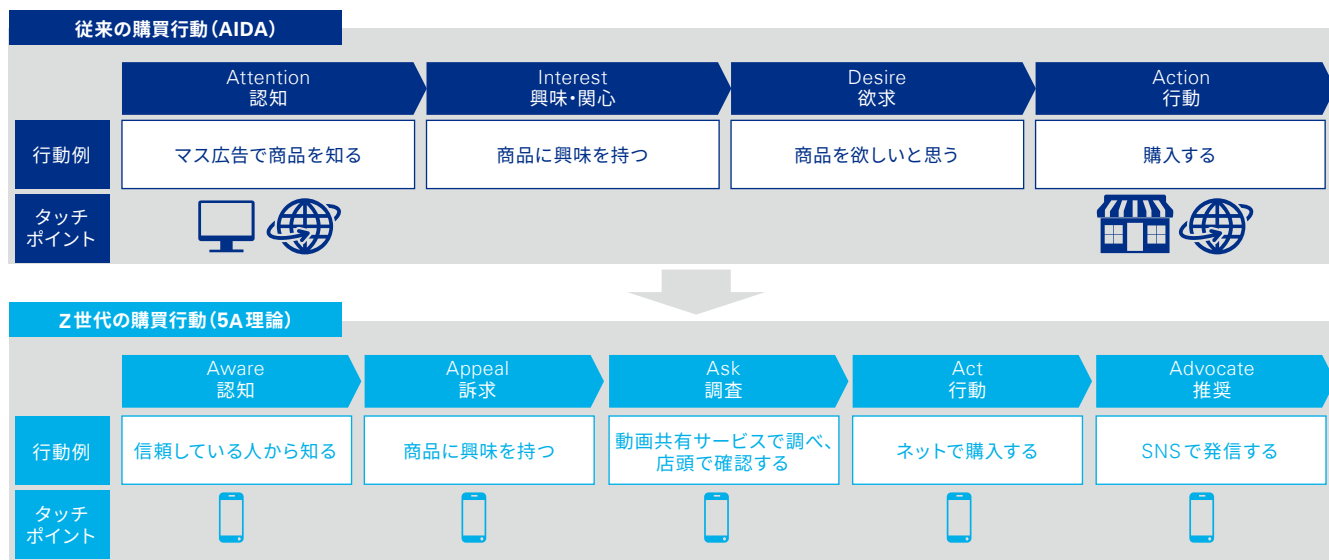 従来の購買行動（AIDA）
Attention
認知
Interest
興味・関心
Desire
欲求
Action
行動
行動例
マス広告で商品を知る
商品に興味を持つ
商品を欲しいと思う
購入する
タッチ
ポイント
Z世代の購買行動（5A理論）
Aware
認知
Appeal
訴求
Ask
調査
Act
行動
Advocate
推奨
行動例
信頼している人から知る
商品に興味を持つ
動画共有サービスで調べ、
店頭で確認する
ネットで購入する
SNSで発信する
タッチ
ポイント